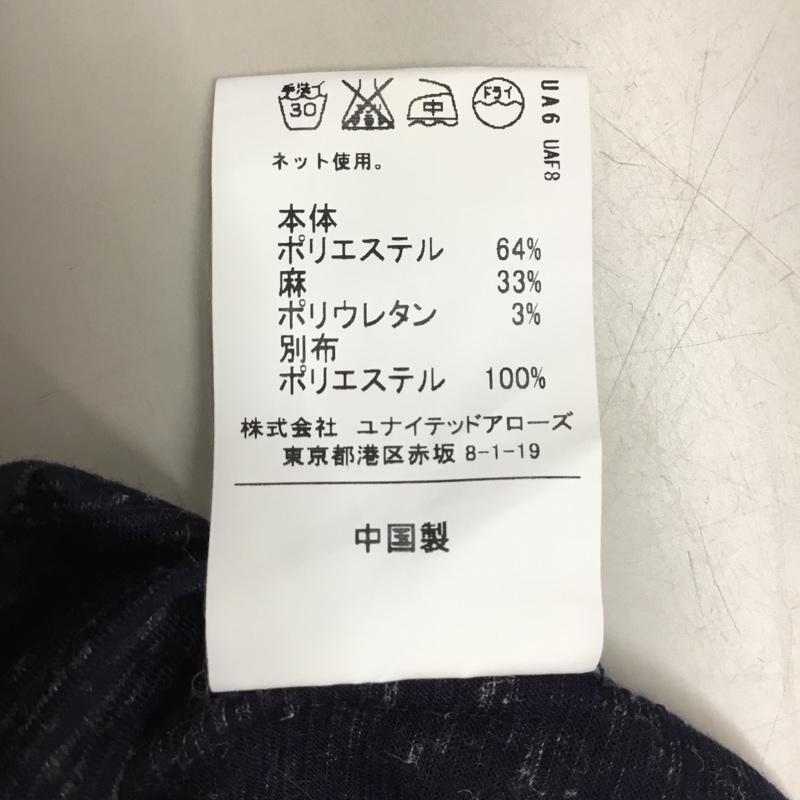 手洗イ
30
中
ドライ
UA6 UAF8
ネット使用。
本体
ポリエステル 64%
麻 33%
ポリウレタン 3%
別布
ポリエステル 100%
株式会社 ユナイテッドアローズ
東京都港区赤坂 8-1-19
中国製